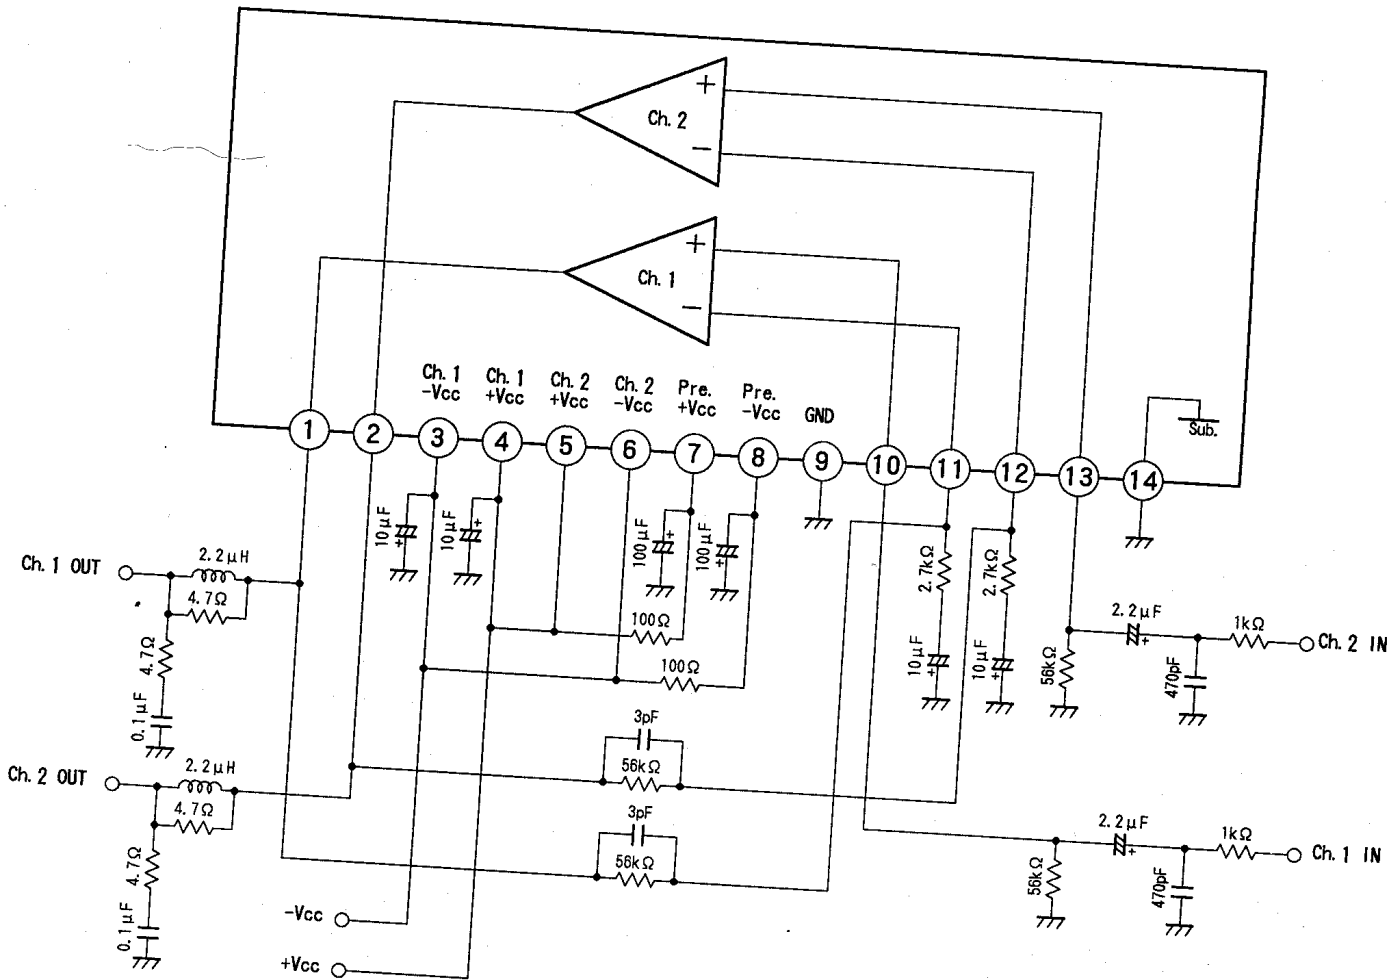 +
Ch. 2
−
+
Ch. 1
−
Ch. 1 -Vcc
Ch. 1 +Vcc
Ch. 2 +Vcc
Ch. 2 -Vcc
Pre. +Vcc
Pre. -Vcc
GND
Sub.
1 2 3 4 5 6 7 8 9 10 11 12 13 14
10μF
+
10μF
+
100μF
+
100μF
+
2.7kΩ
2.7kΩ
2.2μH
Ch. 1 OUT
4.7Ω
4.7Ω
0.1μF
100Ω
100Ω
10μF
+
10μF
+
56kΩ
2.2μF
+
1kΩ
Ch. 2 IN
470pF
3pF
56kΩ
2.2μH
Ch. 2 OUT
4.7Ω
4.7Ω
0.1μF
3pF
56kΩ
2.2μF
+
1kΩ
Ch. 1 IN
56kΩ
470pF
-Vcc
+Vcc